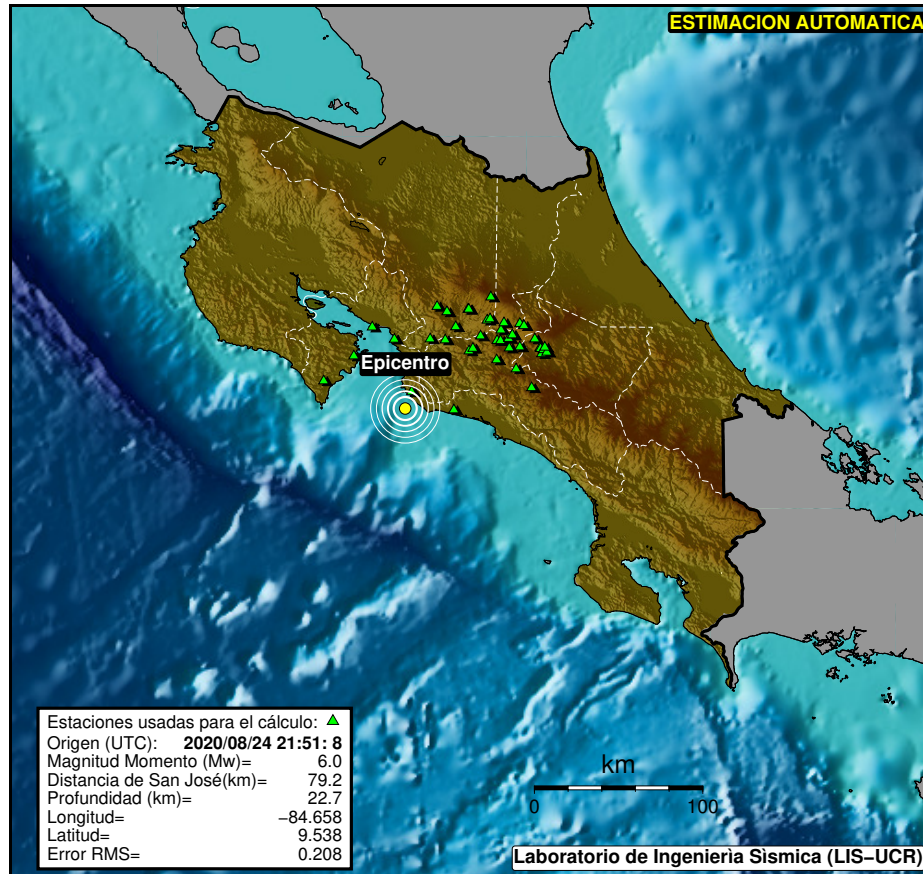 ESTIMACION AUTOMATICA
Epicentro
Estaciones usadas para el cálculo:
Origen (UTC): 2020/08/24 21:51: 8
Magnitud Momento (Mw)= 6.0
Distancia de San José(km)= 79.2
Profundidad (km)= 22.7
Longitud= −84.658
Latitud= 9.538
Error RMS= 0.208
km
0 100
Laboratorio de Ingenierìa Sìsmica (LIS−UCR)